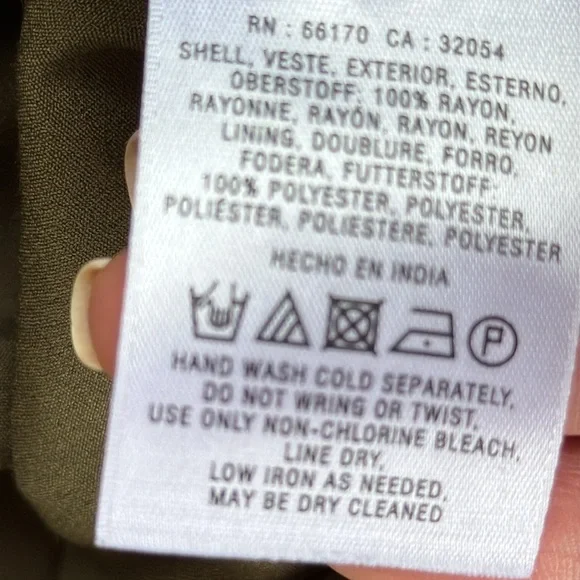 RN : 66170 CA : 32054
SHELL, VESTE, EXTERIOR, ESTERNO,
OBERSTOFF: 100% RAYON,
RAYONNE, RAYÓN, RAYON, REYON
LINING, DOUBLURE, FORRO,
FODERA, FUTTERSTOFF:
100% POLYESTER, POLYESTER,
POLIÉSTER, POLIESTERE, POLYESTER
HECHO EN INDIA
P
HAND WASH COLD SEPARATELY,
DO NOT WRING OR TWIST,
USE ONLY NON-CHLORINE BLEACH,
LINE DRY,
LOW IRON AS NEEDED,
MAY BE DRY CLEANED